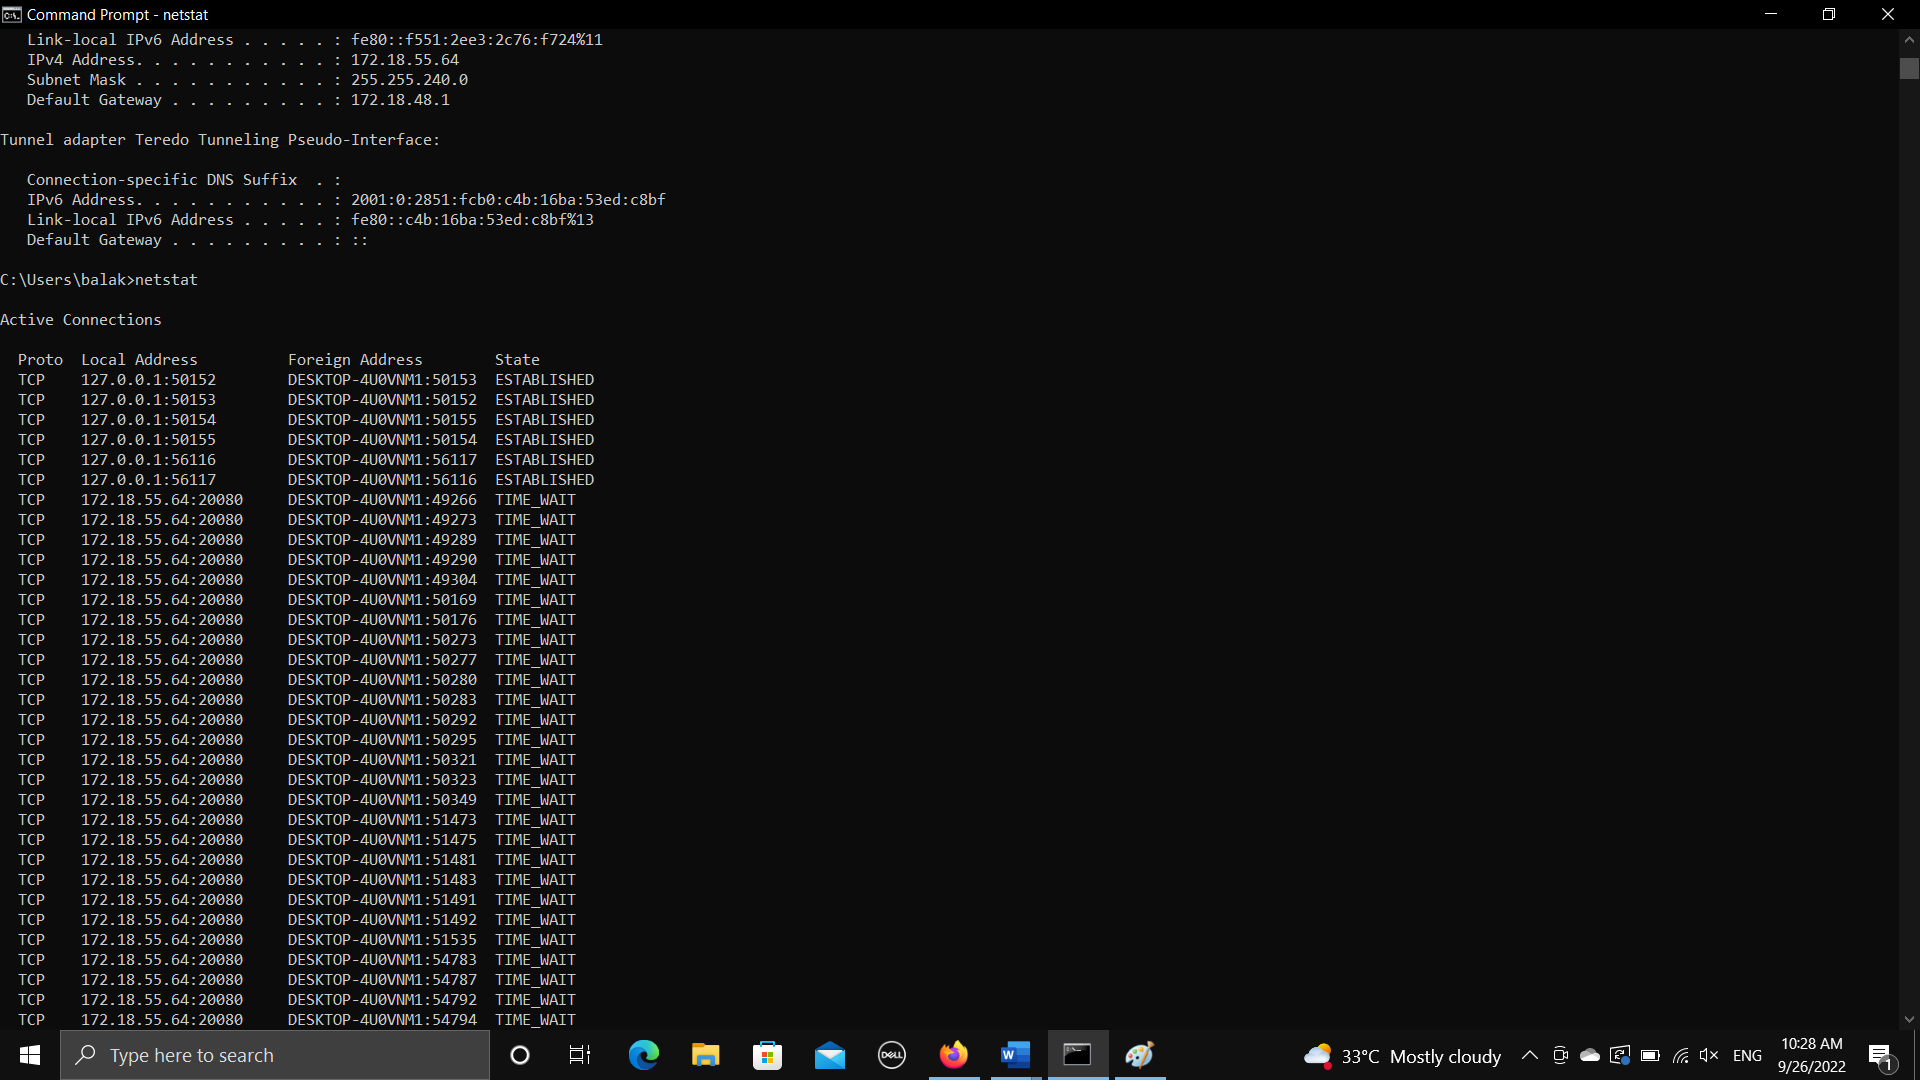 Command Prompt - netstat
   Link-local IPv6 Address . . . . . : fe80::f551:2ee3:2c76:f724%11
   IPv4 Address. . . . . . . . . . . : 172.18.55.64
   Subnet Mask . . . . . . . . . . . : 255.255.240.0
   Default Gateway . . . . . . . . . : 172.18.48.1
Tunnel adapter Teredo Tunneling Pseudo-Interface:
   Connection-specific DNS Suffix  . :
   IPv6 Address. . . . . . . . . . . : 2001:0:2851:fcb0:c4b:16ba:53ed:c8bf
   Link-local IPv6 Address . . . . . : fe80::c4b:16ba:53ed:c8bf%13
   Default Gateway . . . . . . . . . : ::
C:\Users\balak>netstat
Active Connections
  Proto  Local Address          Foreign Address        State
  TCP    127.0.0.1:50152        DESKTOP-4U0VNM1:50153  ESTABLISHED
  TCP    127.0.0.1:50153        DESKTOP-4U0VNM1:50152  ESTABLISHED
  TCP    127.0.0.1:50154        DESKTOP-4U0VNM1:50155  ESTABLISHED
  TCP    127.0.0.1:50155        DESKTOP-4U0VNM1:50154  ESTABLISHED
  TCP    127.0.0.1:56116        DESKTOP-4U0VNM1:56117  ESTABLISHED
  TCP    127.0.0.1:56117        DESKTOP-4U0VNM1:56116  ESTABLISHED
  TCP    172.18.55.64:20080     DESKTOP-4U0VNM1:49266  TIME_WAIT
  TCP    172.18.55.64:20080     DESKTOP-4U0VNM1:49273  TIME_WAIT
  TCP    172.18.55.64:20080     DESKTOP-4U0VNM1:49289  TIME_WAIT
  TCP    172.18.55.64:20080     DESKTOP-4U0VNM1:49290  TIME_WAIT
  TCP    172.18.55.64:20080     DESKTOP-4U0VNM1:49304  TIME_WAIT
  TCP    172.18.55.64:20080     DESKTOP-4U0VNM1:50169  TIME_WAIT
  TCP    172.18.55.64:20080     DESKTOP-4U0VNM1:50176  TIME_WAIT
  TCP    172.18.55.64:20080     DESKTOP-4U0VNM1:50273  TIME_WAIT
  TCP    172.18.55.64:20080     DESKTOP-4U0VNM1:50277  TIME_WAIT
  TCP    172.18.55.64:20080     DESKTOP-4U0VNM1:50280  TIME_WAIT
  TCP    172.18.55.64:20080     DESKTOP-4U0VNM1:50283  TIME_WAIT
  TCP    172.18.55.64:20080     DESKTOP-4U0VNM1:50292  TIME_WAIT
  TCP    172.18.55.64:20080     DESKTOP-4U0VNM1:50295  TIME_WAIT
  TCP    172.18.55.64:20080     DESKTOP-4U0VNM1:50321  TIME_WAIT
  TCP    172.18.55.64:20080     DESKTOP-4U0VNM1:50323  TIME_WAIT
  TCP    172.18.55.64:20080     DESKTOP-4U0VNM1:50349  TIME_WAIT
  TCP    172.18.55.64:20080     DESKTOP-4U0VNM1:51473  TIME_WAIT
  TCP    172.18.55.64:20080     DESKTOP-4U0VNM1:51475  TIME_WAIT
  TCP    172.18.55.64:20080     DESKTOP-4U0VNM1:51481  TIME_WAIT
  TCP    172.18.55.64:20080     DESKTOP-4U0VNM1:51483  TIME_WAIT
  TCP    172.18.55.64:20080     DESKTOP-4U0VNM1:51491  TIME_WAIT
  TCP    172.18.55.64:20080     DESKTOP-4U0VNM1:51492  TIME_WAIT
  TCP    172.18.55.64:20080     DESKTOP-4U0VNM1:51535  TIME_WAIT
  TCP    172.18.55.64:20080     DESKTOP-4U0VNM1:54783  TIME_WAIT
  TCP    172.18.55.64:20080     DESKTOP-4U0VNM1:54787  TIME_WAIT
  TCP    172.18.55.64:20080     DESKTOP-4U0VNM1:54792  TIME_WAIT
  TCP    172.18.55.64:20080     DESKTOP-4U0VNM1:54794  TIME_WAIT
Type here to search
DELL
W
33°C Mostly cloudy
ENG
10:28 AM
9/26/2022
1